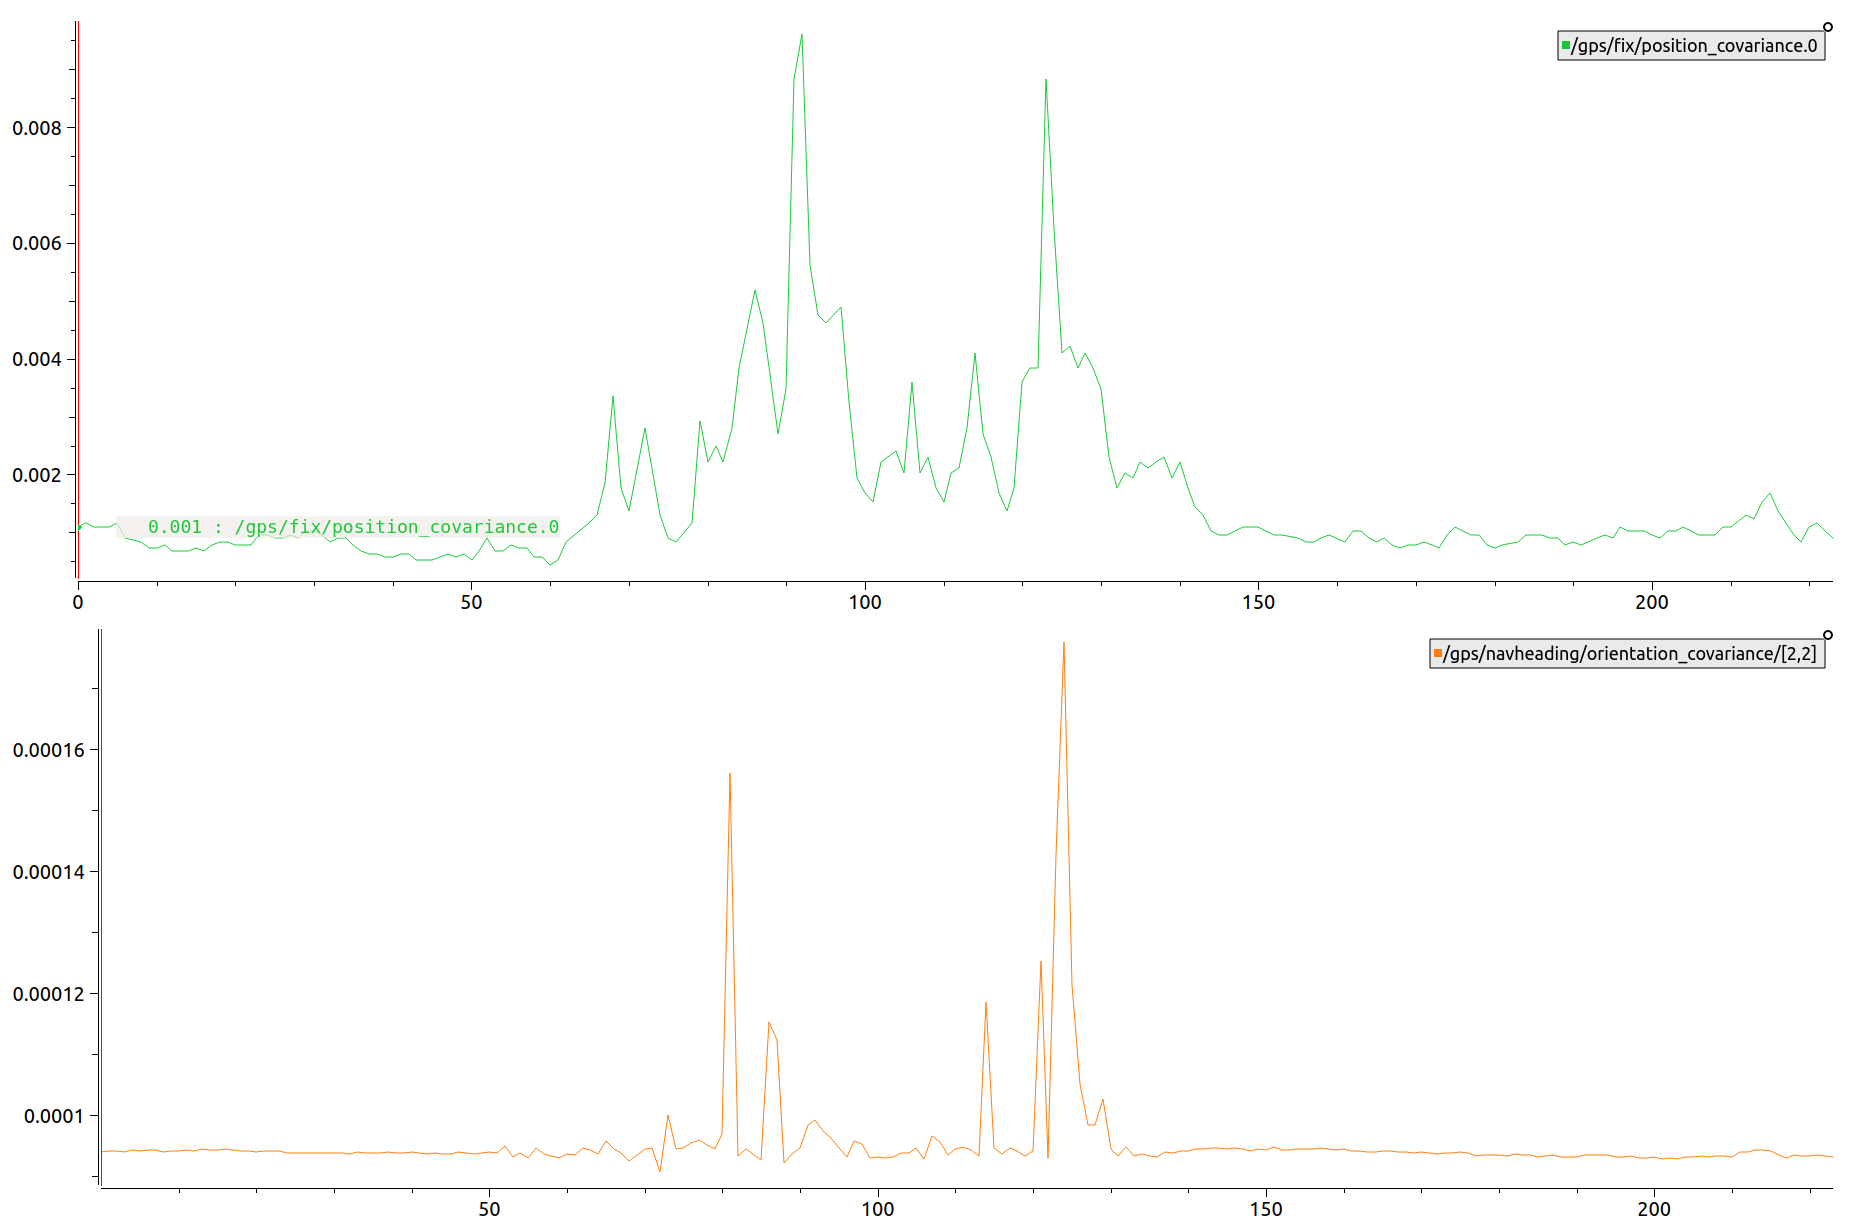 /gps/fix/position_covariance.0
0.008
0.006
0.004
0.002
0.001 : /gps/fix/position_covariance.0
0 50 100 150 200
/gps/navheading/orientation_covariance/[2,2]
0.00016
0.00014
0.00012
0.0001
50 100 150 200